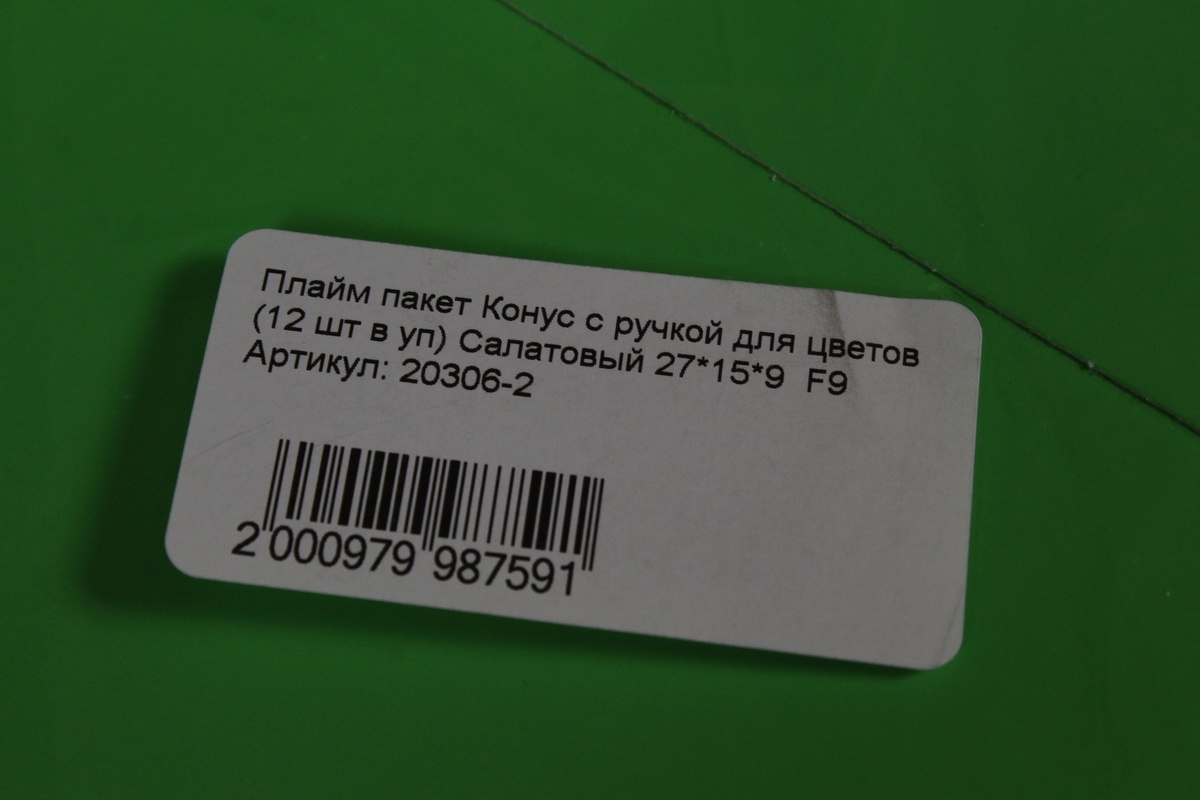 Плайм пакет Конус с ручкой для цветов
(12 шт в уп) Салатовый 27*15*9 F9
Артикул: 20306-2
2 000979 987591